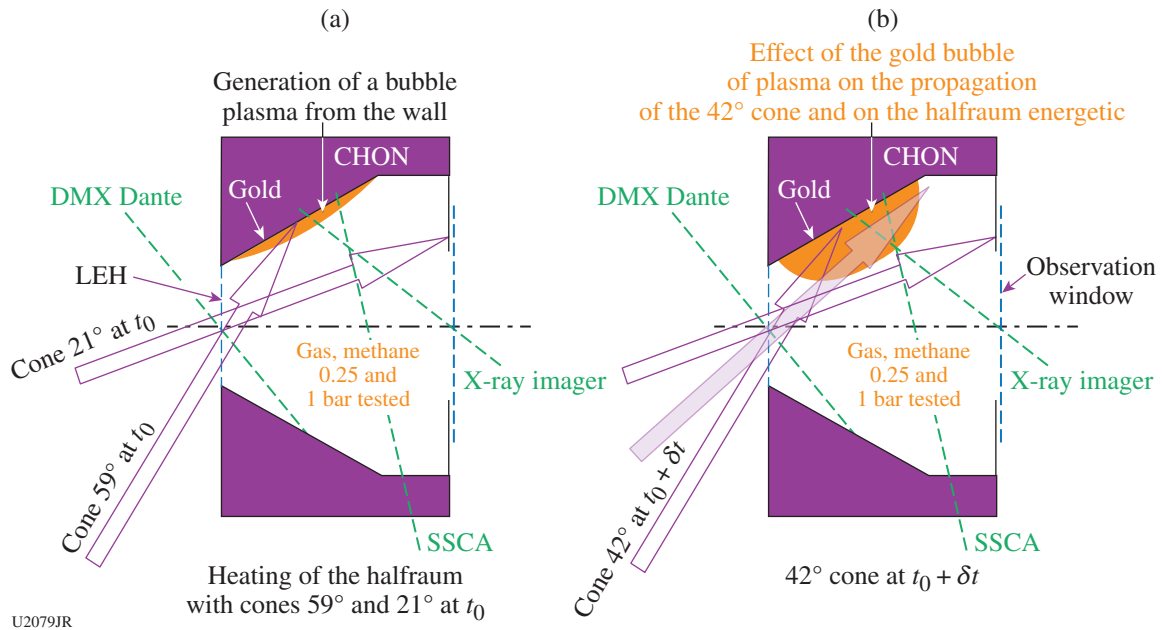 (a)
Generation of a bubble
plasma from the wall
CHON
DMX Dante
Gold
LEH
Cone 21° at t0
Gas, methane
0.25 and
1 bar tested
X-ray imager
Cone 59° at t0
SSCA
Heating of the halfraum
with cones 59° and 21° at t0
(b)
Effect of the gold bubble
of plasma on the propagation
of the 42° cone and on the halfraum energetic
CHON
DMX Dante
Gold
Observation
window
Gas, methane
0.25 and
1 bar tested
X-ray imager
Cone 42° at t0 + δt
SSCA
42° cone at t0 + δt
U2079JR